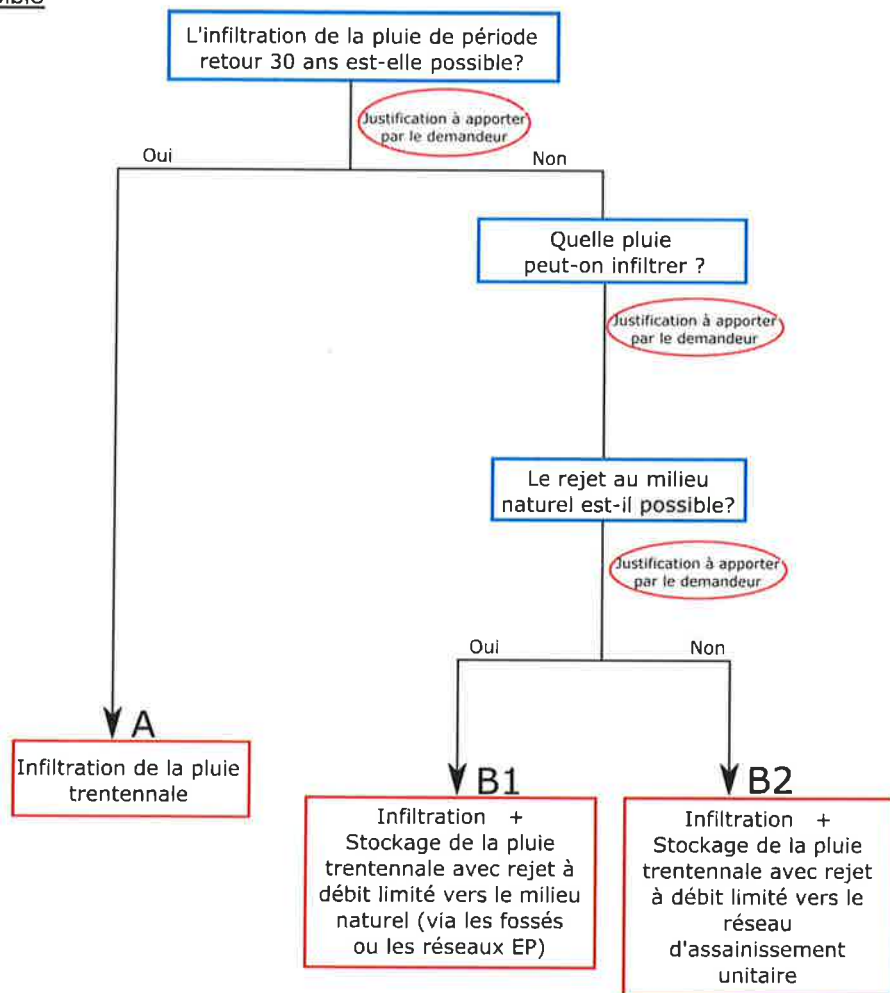 L'infiltration de la pluie de période
retour 30 ans est-elle possible?
Justification à apporter
par le demandeur
Oui
Non
Quelle pluie
peut-on infiltrer ?
Justification à apporter
par le demandeur
Le rejet au milieu
naturel est-il possible?
Justification à apporter
par le demandeur
Oui
Non
A
Infiltration de la pluie
trentennale
B1
Infiltration +
Stockage de la pluie
trentennale avec rejet à
débit limité vers le milieu
naturel (via les fossés
ou les réseaux EP)
B2
Infiltration +
Stockage de la pluie
trentennale avec rejet
à débit limité vers le
réseau
d'assainissement
unitaire